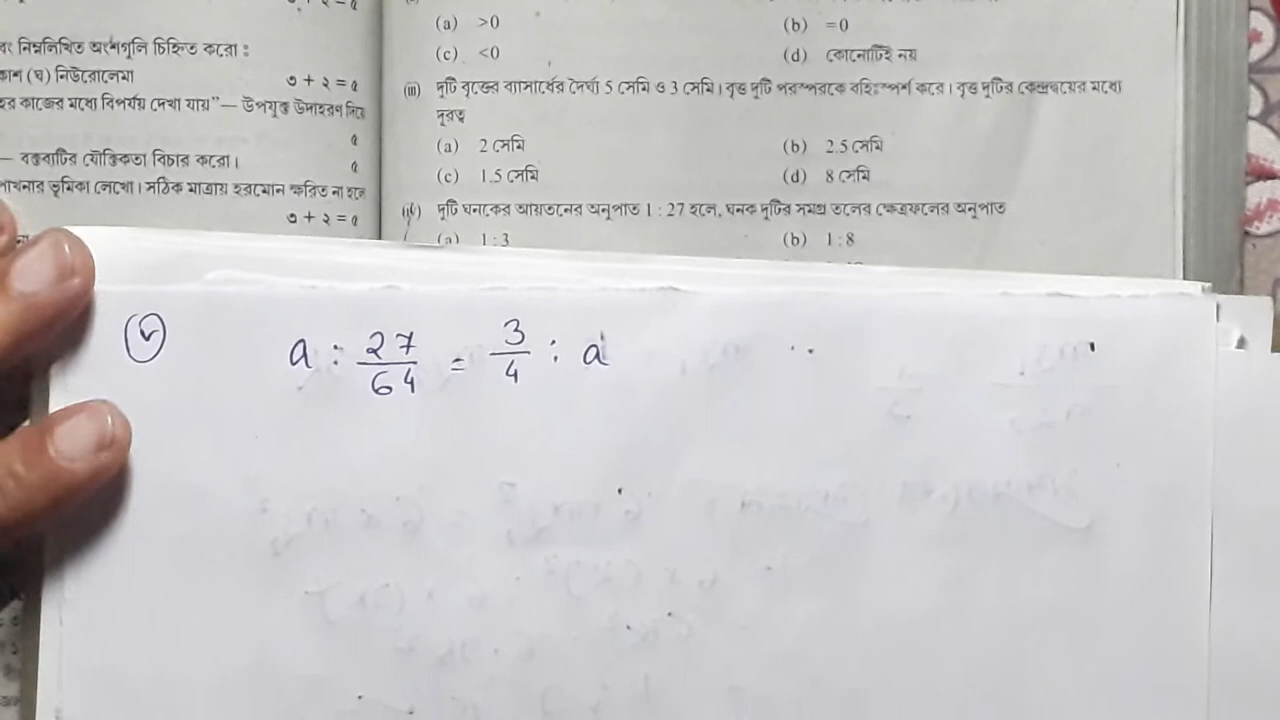 বং নিম্নলিখিত অংশগুলি চিহ্নিত করো :
(ঘ) নিউরোলেমা
৩ + ২ = ৫
কাজের মধ্যে বিপর্যয় দেখা যায়”— উপযুক্ত উদাহরণ
৫
— বক্তব্যটির যৌক্তিকতা বিচার করো।
৫
ভূমিকা লেখো। সঠিক মাত্রায় হরমোন ক্ষরিত না হলে
৩ + ২ = ৫
(a) >0
(b) =0
(c) <0
(d) কোনোটিই নয়
(iii) দুটি বৃত্তের ব্যাসার্ধের দৈর্ঘ্য 5 সেমি ও 3 সেমি। বৃত্ত দুটি পরস্পরকে বহিঃস্পর্শ করে। বৃত্ত দুটির কেন্দ্রদ্বয়ের মধ্যে
দূরত্ব
(a) 2 সেমি
(b) 2.5 সেমি
(c) 1.5 সেমি
(d) 8 সেমি
(iv) দুটি ঘনকের আয়তনের অনুপাত 1 : 27 হলে, ঘনক দুটির সমগ্র তলের ক্ষেত্রফলের অনুপাত
(a) 1:3
(b) 1:8
(v) a : 27/64 = 3/4 : a